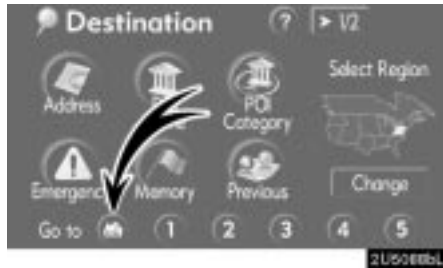 Destination ? 1/2
Select Region
Address POI
Category
Emergency Memory Previous Change
Go to 1 2 3 4 5